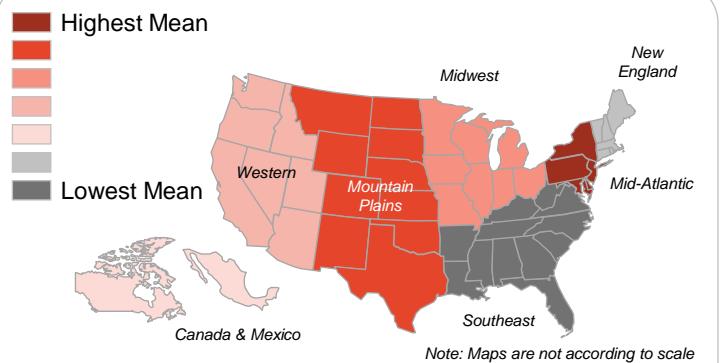 Highest Mean
New
England
Midwest
Western
Mountain
Plains
Lowest Mean
Mid-Atlantic
Southeast
Canada & Mexico
Note: Maps are not according to scale